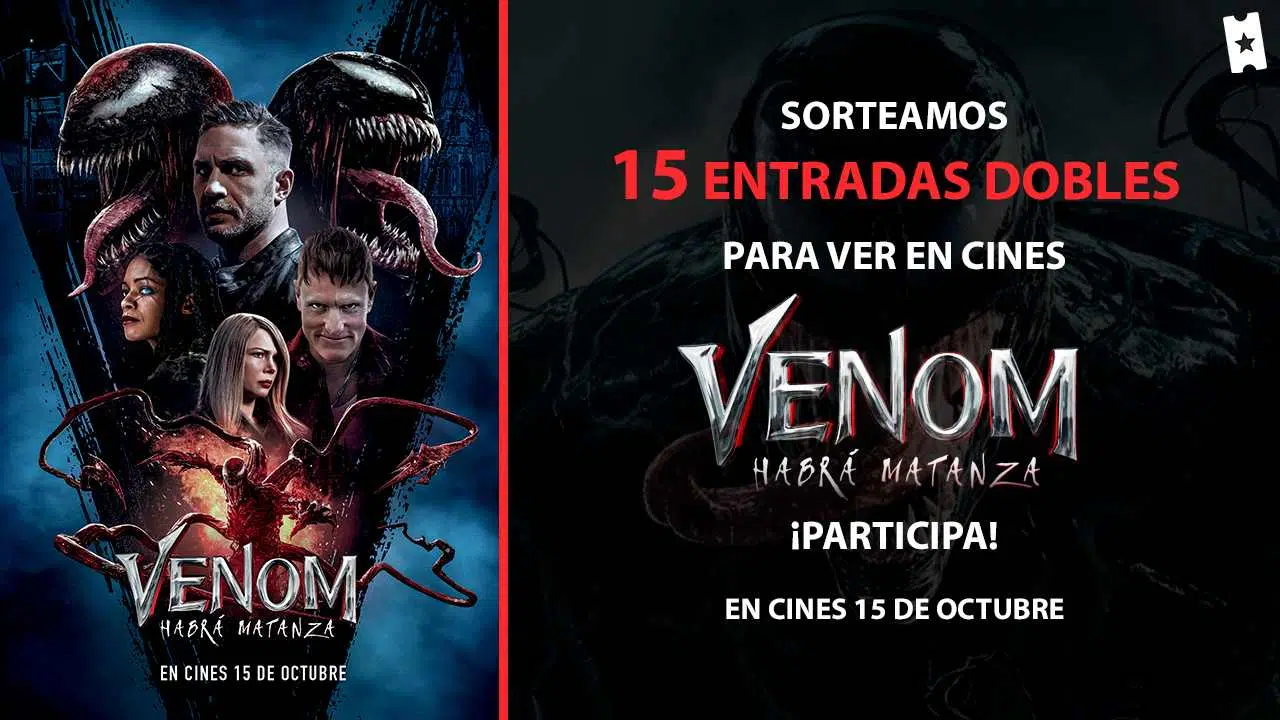 VENOM
HABRÁ MATANZA
EN CINES 15 DE OCTUBRE
SORTEAMOS
15 ENTRADAS DOBLES
PARA VER EN CINES
VENOM
HABRÁ MATANZA
¡PARTICIPA!
EN CINES 15 DE OCTUBRE